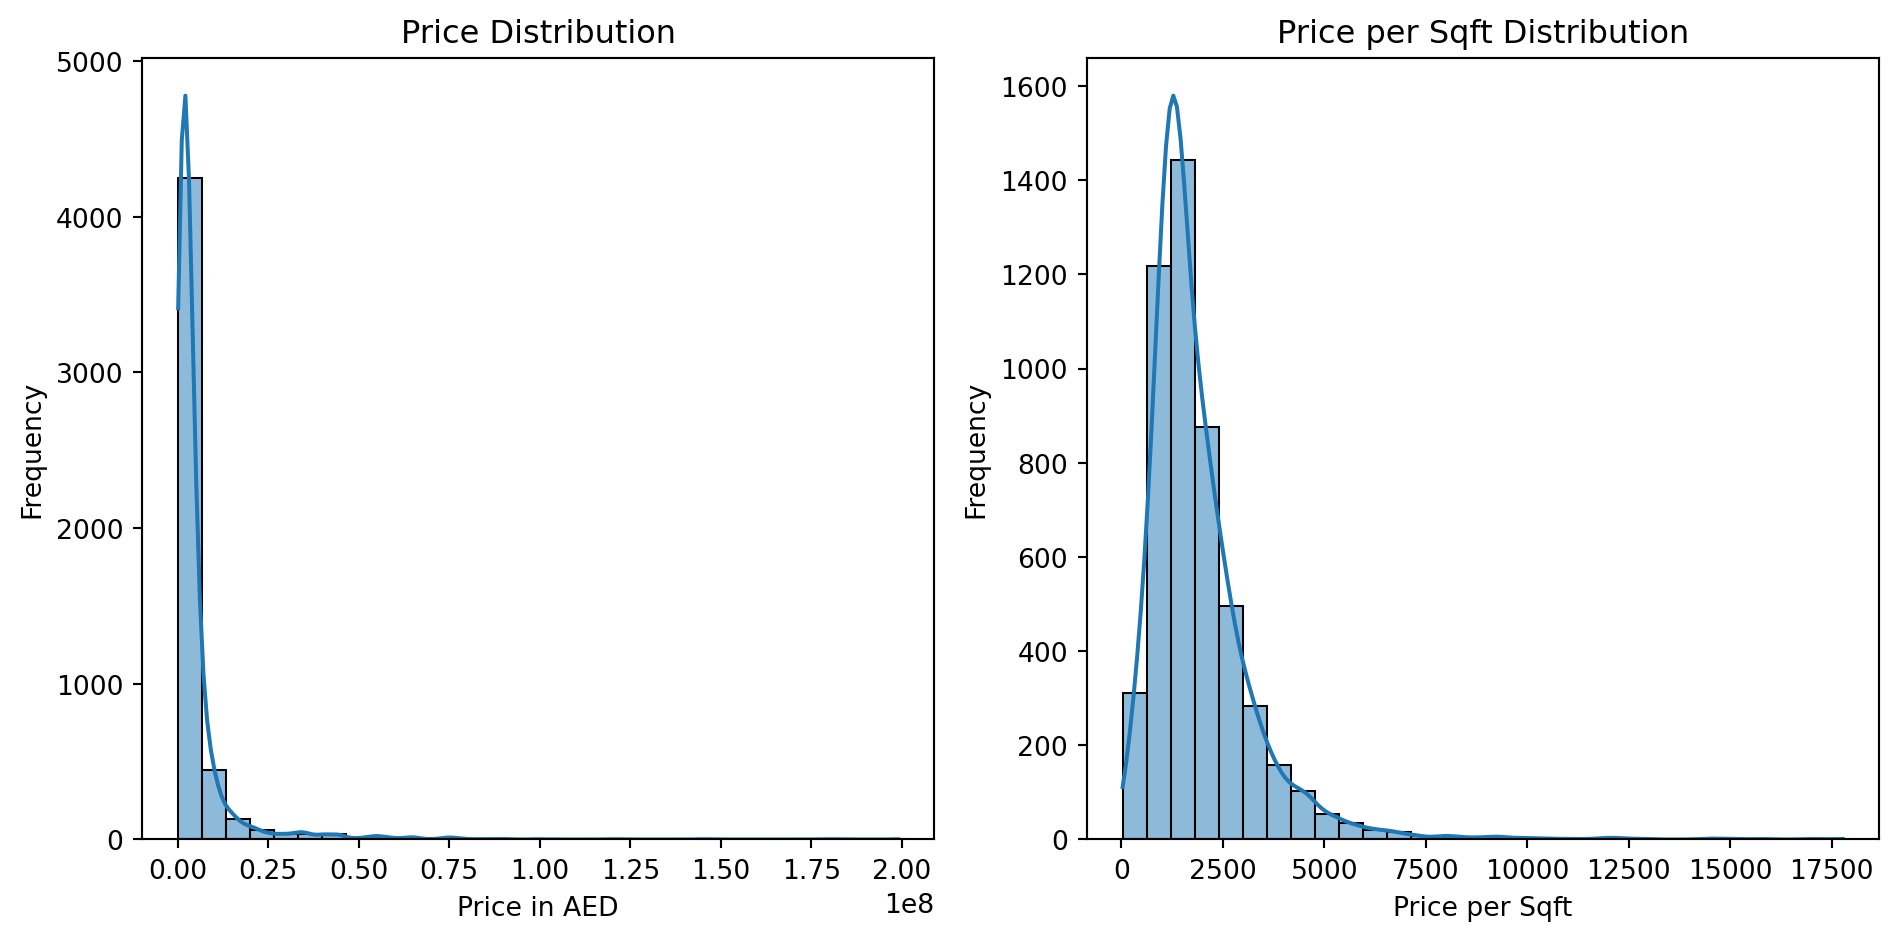 Price Distribution
5000
4000
3000
2000
1000
0
Frequency
0.00 0.25 0.50 0.75 1.00 1.25 1.50 1.75 2.00
1e8
Price in AED
Price per Sqft Distribution
1600
1400
1200
1000
800
600
400
200
0
Frequency
0 2500 5000 7500 10000 12500 15000 17500
Price per Sqft